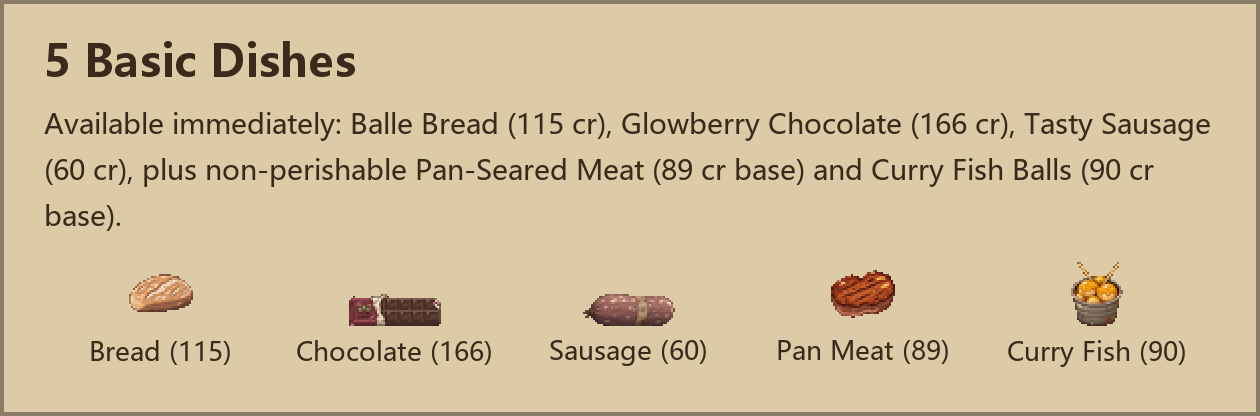 5 Basic Dishes
Available immediately: Balle Bread (115 cr), Glowberry Chocolate (166 cr), Tasty Sausage
(60 cr), plus non-perishable Pan-Seared Meat (89 cr base) and Curry Fish Balls (90 cr
base).
Bread (115)
Chocolate (166)
Sausage (60)
Pan Meat (89)
Curry Fish (90)